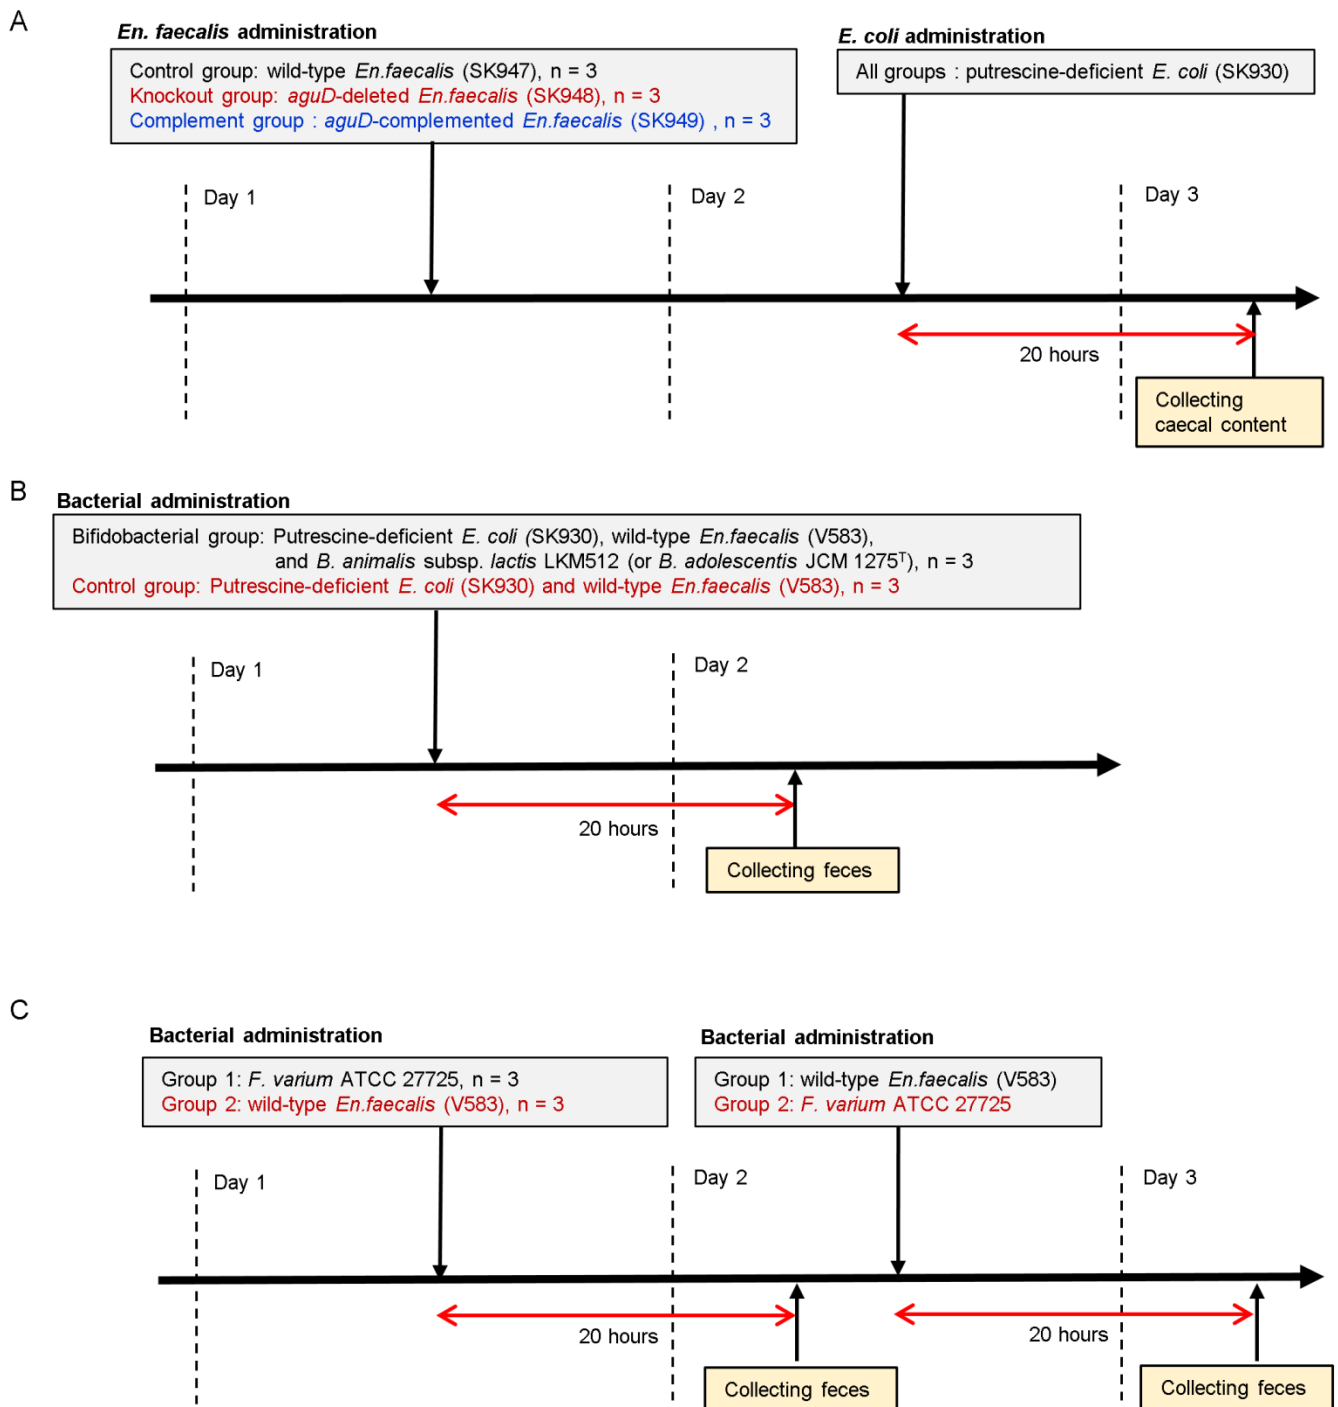 A
En. faecalis administration
Control group: wild-type En.faecalis (SK947), n = 3
Knockout group: aguD-deleted En.faecalis (SK948), n = 3
Complement group : aguD-complemented En.faecalis (SK949) , n = 3
E. coli administration
All groups : putrescine-deficient E. coli (SK930)
Day 1
Day 2
Day 3
20 hours
Collecting
caecal content
B
Bacterial administration
Bifidobacterial group: Putrescine-deficient E. coli (SK930), wild-type En.faecalis (V583),
and B. animalis subsp. lactis LKM512 (or B. adolescentis JCM 1275ᵀ), n = 3
Control group: Putrescine-deficient E. coli (SK930) and wild-type En.faecalis (V583), n = 3
Day 1
Day 2
20 hours
Collecting feces
C
Bacterial administration
Group 1: F. varium ATCC 27725, n = 3
Group 2: wild-type En.faecalis (V583), n = 3
Bacterial administration
Group 1: wild-type En.faecalis (V583)
Group 2: F. varium ATCC 27725
Day 1
Day 2
Day 3
20 hours
20 hours
Collecting feces
Collecting feces